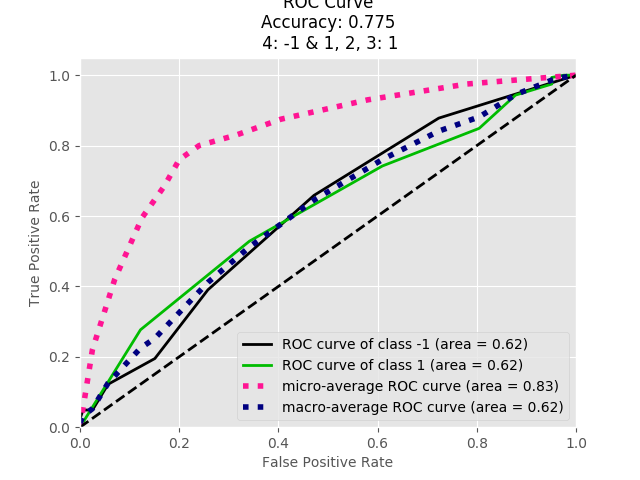 ROC Curve
Accuracy: 0.775
4: -1 & 1, 2, 3: 1
1.0
0.8
0.6
0.4
0.2
0.0
True Positive Rate
ROC curve of class -1 (area = 0.62)
ROC curve of class 1 (area = 0.62)
micro-average ROC curve (area = 0.83)
macro-average ROC curve (area = 0.62)
0.0 0.2 0.4 0.6 0.8 1.0
False Positive Rate